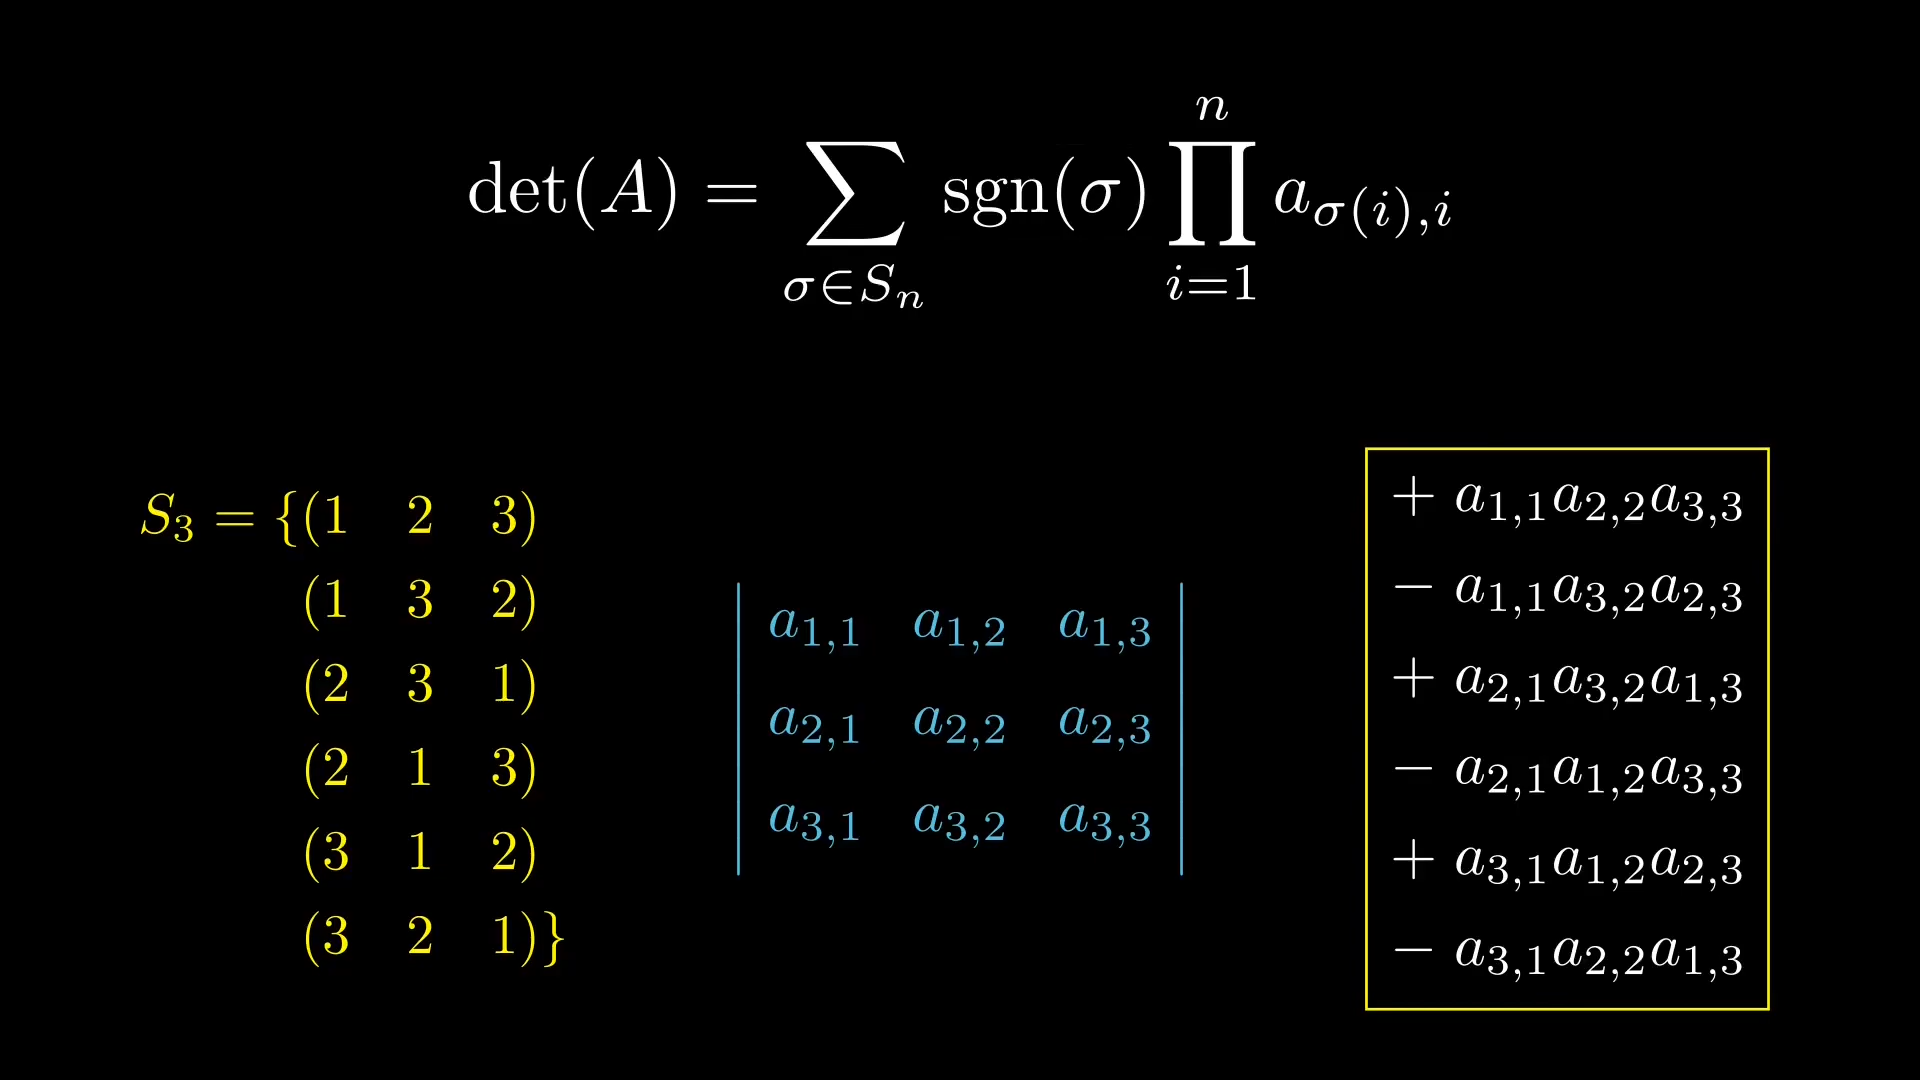 det(A) = ∑_{σ∈S_n} sgn(σ) ∏_{i=1}^{n} a_{σ(i),i}
S_3 = {(1 2 3)
(1 3 2)
(2 3 1)
(2 1 3)
(3 1 2)
(3 2 1)}
| a_{1,1} a_{1,2} a_{1,3} |
| a_{2,1} a_{2,2} a_{2,3} |
| a_{3,1} a_{3,2} a_{3,3} |
+ a_{1,1}a_{2,2}a_{3,3}
− a_{1,1}a_{3,2}a_{2,3}
+ a_{2,1}a_{3,2}a_{1,3}
− a_{2,1}a_{1,2}a_{3,3}
+ a_{3,1}a_{1,2}a_{2,3}
− a_{3,1}a_{2,2}a_{1,3}